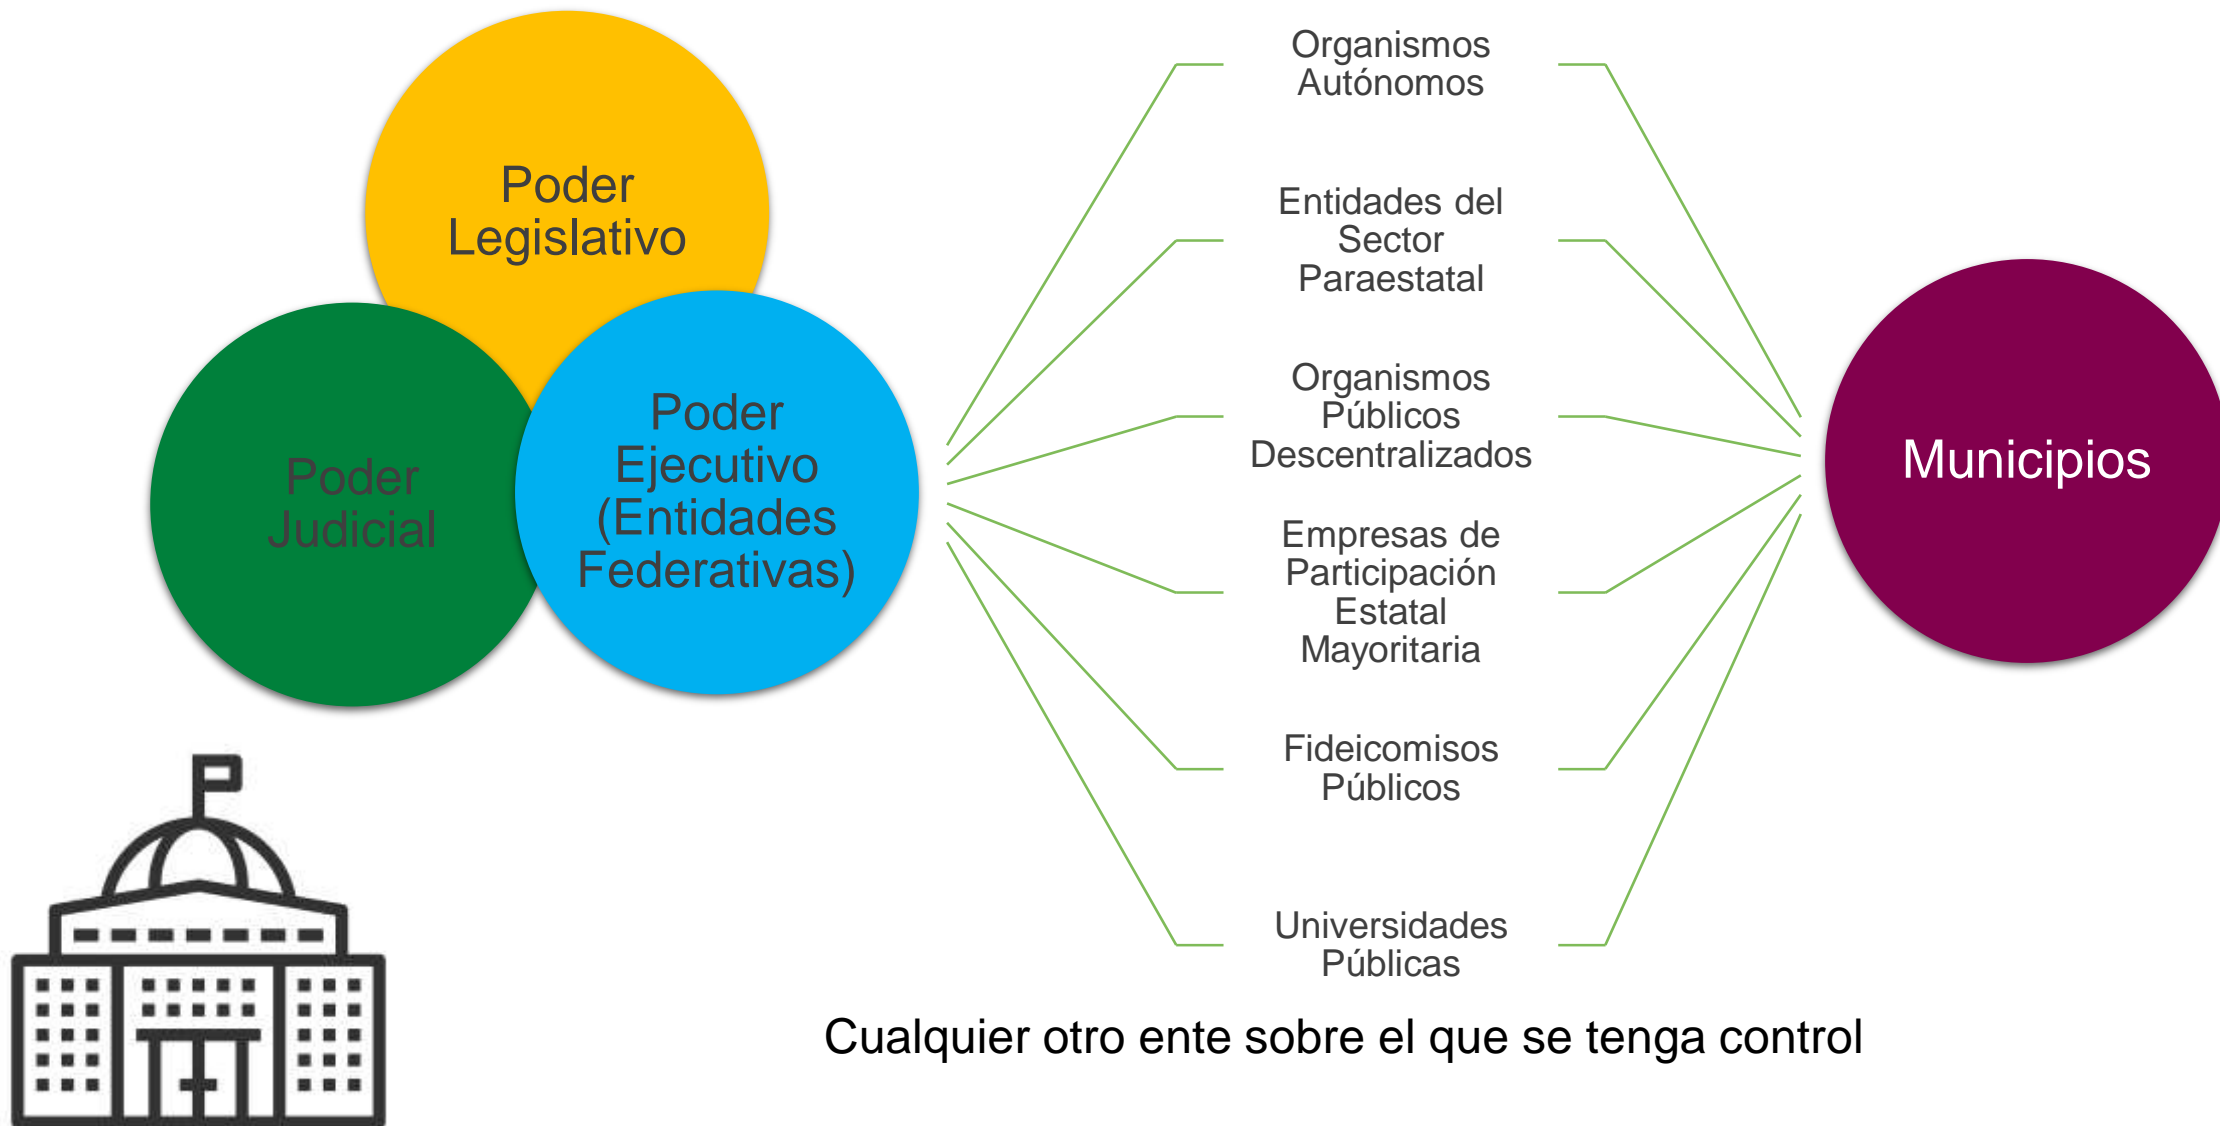 Poder
Legislativo
Poder
Judicial
Poder
Ejecutivo
(Entidades
Federativas)
Organismos
Autónomos
Entidades del
Sector
Paraestatal
Organismos
Públicos
Descentralizados
Empresas de
Participación
Estatal
Mayoritaria
Fideicomisos
Públicos
Universidades
Públicas
Municipios
Cualquier otro ente sobre el que se tenga control